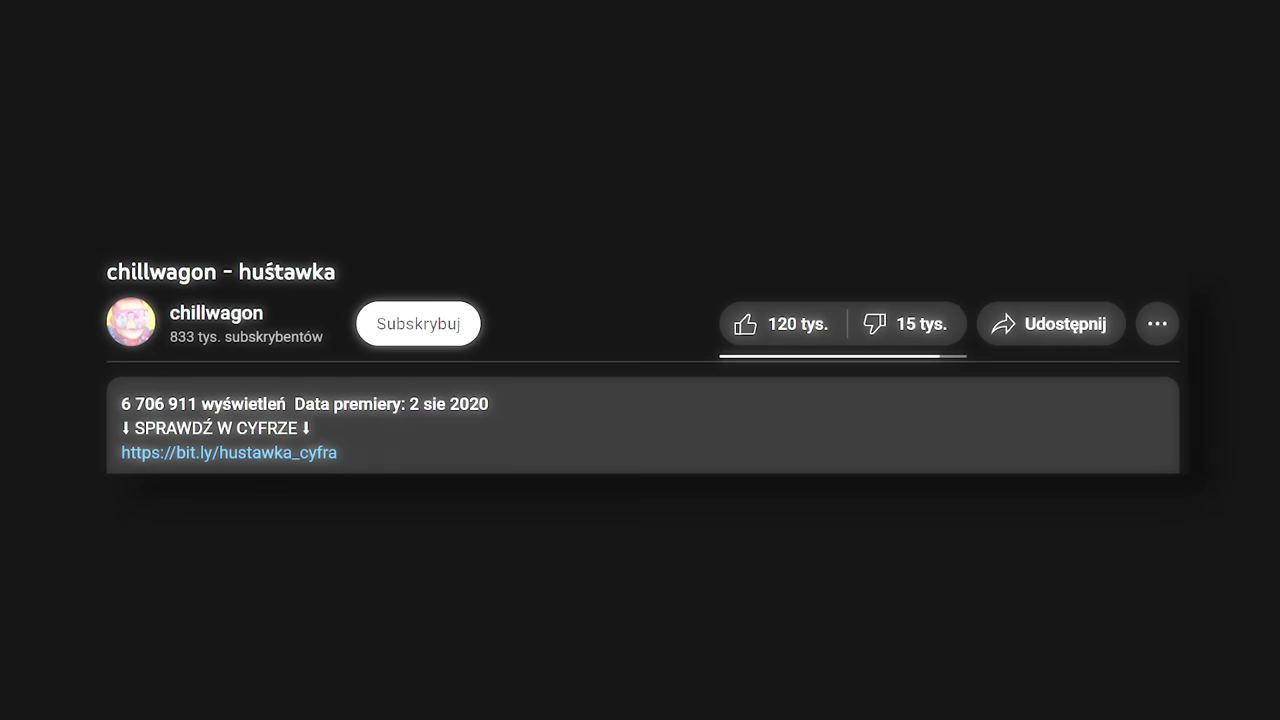 chillwagon - huśtawka
chillwagon
833 tys. subskrybentów
Subskrybuj
120 tys.
15 tys.
Udostępnij
6 706 911 wyświetleń  Data premiery: 2 sie 2020
⬇ SPRAWDŹ W CYFRZE ⬇
https://bit.ly/hustawka_cyfra